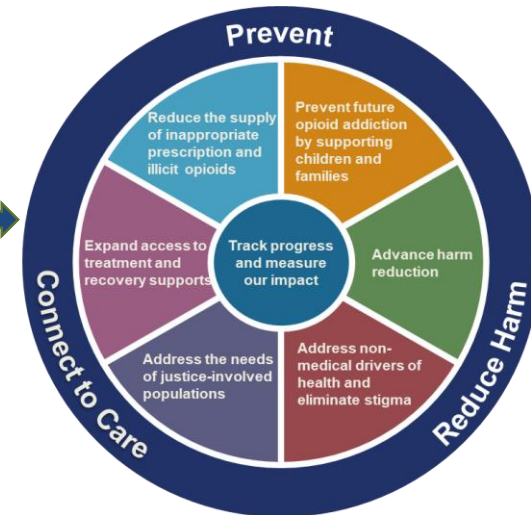 Prevent
Reduce the supply
of inappropriate
prescription and
illicit opioids
Prevent future
opioid addiction
by supporting
children and
families
Expand access to
treatment and
recovery supports
Track progress
and measure
our impact
Advance harm
reduction
Address the needs
of justice-involved
populations
Address non-
medical drivers of
health and
eliminate stigma
Connect to Care
Reduce Harm